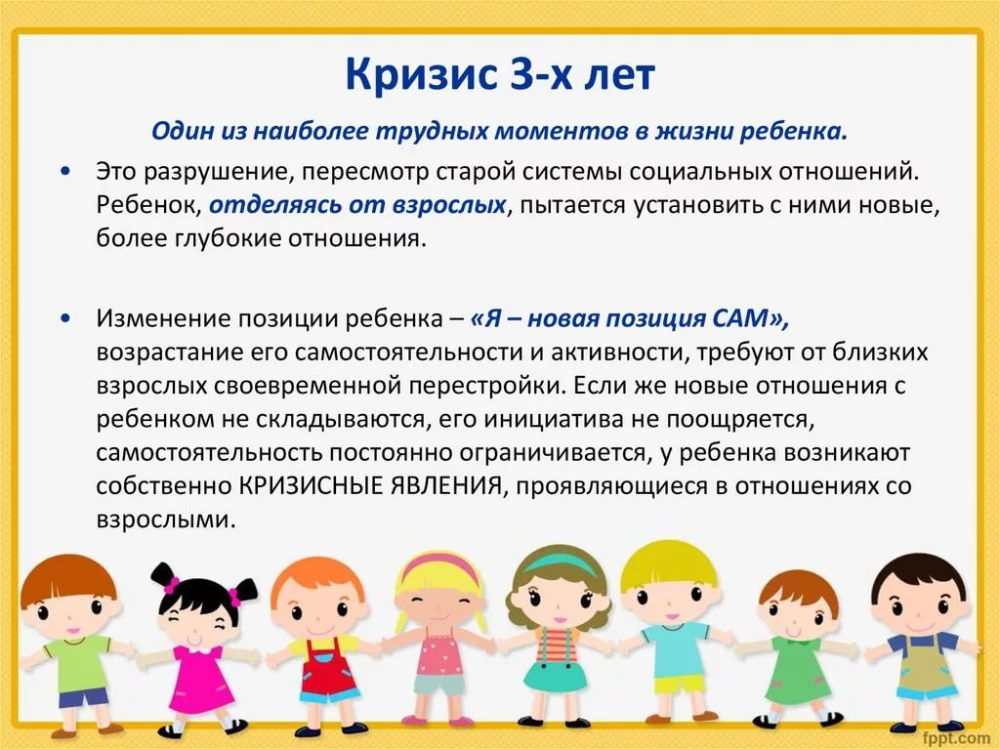 Кризис 3-х лет
Один из наиболее трудных моментов в жизни ребенка.
• Это разрушение, пересмотр старой системы социальных отношений.
Ребенок, отделяясь от взрослых, пытается установить с ними новые,
более глубокие отношения.
• Изменение позиции ребенка – «Я – новая позиция САМ»,
возрастание его самостоятельности и активности, требуют от близких
взрослых своевременной перестройки. Если же новые отношения с
ребенком не складываются, его инициатива не поощряется,
самостоятельность постоянно ограничивается, у ребенка возникают
собственно КРИЗИСНЫЕ ЯВЛЕНИЯ, проявляющиеся в отношениях со
взрослыми.
fppt.com